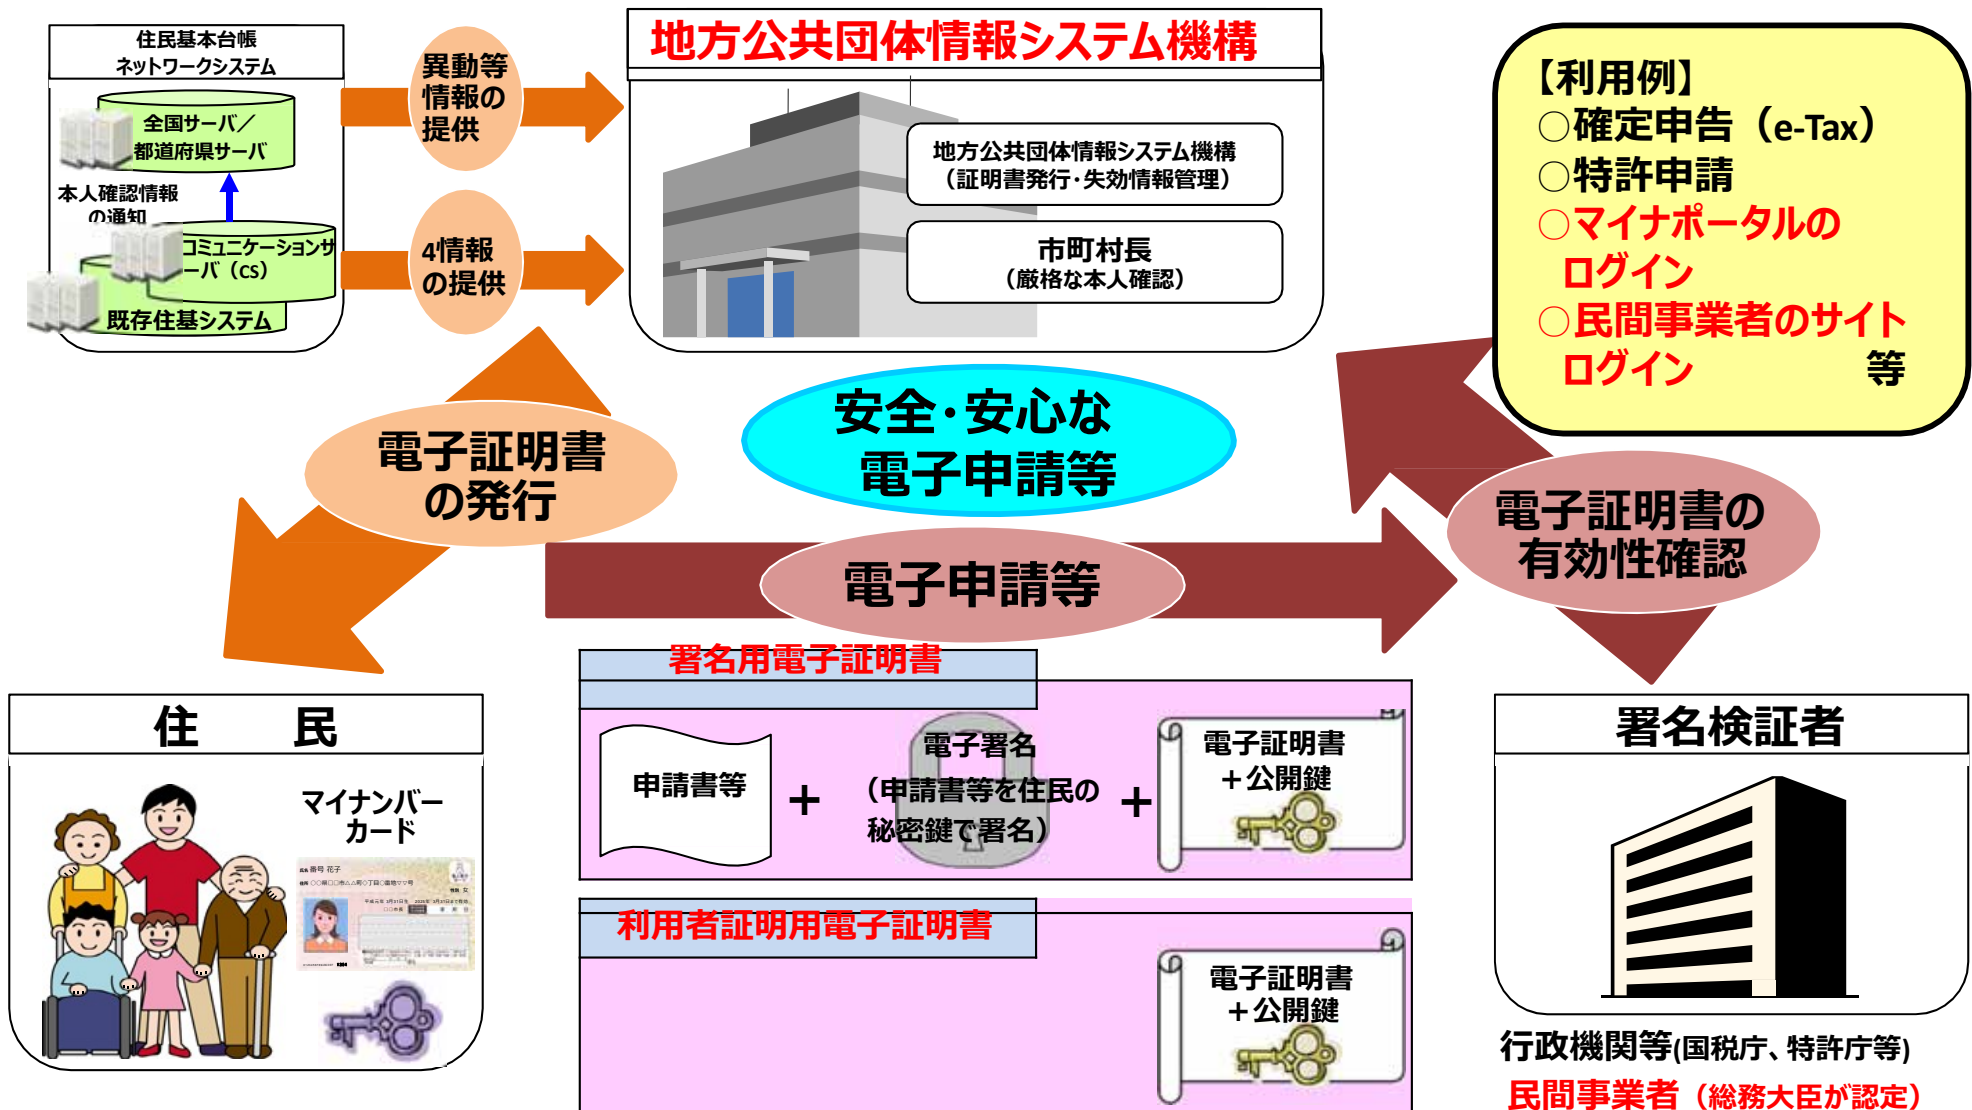 住民基本台帳
ネットワークシステム
全国サーバ／
都道府県サーバ
本人確認情報
の通知
コミュニケーションサ
ーバ（CS）
既存住基システム
異動等
情報の
提供
4情報
の提供
地方公共団体情報システム機構
地方公共団体情報システム機構
（証明書発行・失効情報管理）
市町村長
（厳格な本人確認）
【利用例】
○確定申告（e-Tax）
○特許申請
○マイナポータルの
ログイン
○民間事業者のサイト
ログイン　等
電子証明書
の発行
安全・安心な
電子申請等
電子申請等
電子証明書の
有効性確認
住　民
マイナンバー
カード
番号 花子
署名用電子証明書
申請書等
＋
電子署名
（申請書等を住民の
秘密鍵で署名）
＋
電子証明書
＋公開鍵
利用者証明用電子証明書
電子証明書
＋公開鍵
署名検証者
行政機関等(国税庁、特許庁等)
民間事業者（総務大臣が認定）